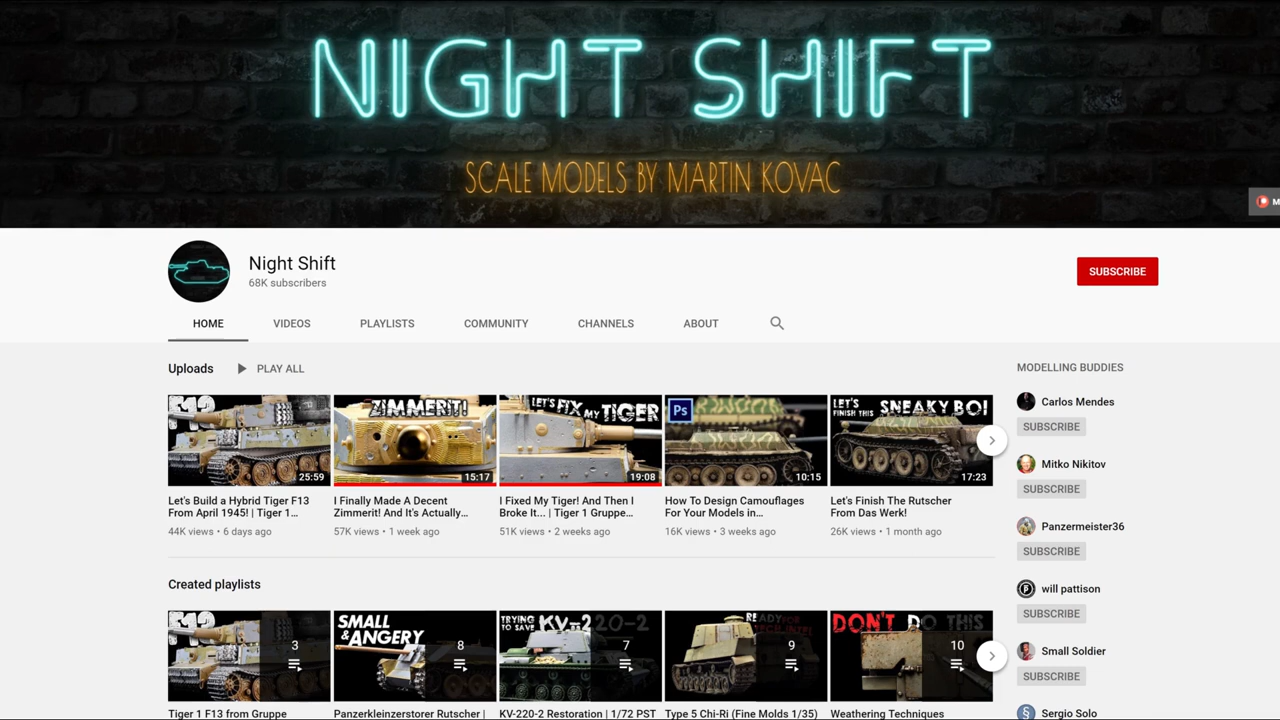 NIGHT SHIFT
SCALE MODELS BY MARTIN KOVAC
M
Night Shift
68K subscribers
SUBSCRIBE
HOME
VIDEOS
PLAYLISTS
COMMUNITY
CHANNELS
ABOUT
Uploads
PLAY ALL
F13
25:59
ZIMMERIT!
15:17
LET'S FIX MY TIGER
19:08
Ps
10:15
LET'S
FINISH THIS SNEAKY BOI
17:23
Let's Build a Hybrid Tiger F13
From April 1945! | Tiger 1...
44K views • 6 days ago
I Finally Made A Decent
Zimmerit! And It's Actually...
57K views • 1 week ago
I Fixed My Tiger! And Then I
Broke It... | Tiger 1 Gruppe...
51K views • 2 weeks ago
How To Design Camouflages
For Your Models in...
16K views • 3 weeks ago
Let's Finish The Rutscher
From Das Werk!
26K views • 1 month ago
Created playlists
F13
3
SMALL
& ANGRY
8
TRYING
TO SAVE KV-220-2
7
READY FOR
9
DON'T DO THIS
10
Tiger 1 F13 from Gruppe
Panzerkleinzerstorer Rutscher |
KV-220-2 Restoration | 1/72 PST
Type 5 Chi-Ri (Fine Molds 1/35)
Weathering Techniques
MODELLING BUDDIES
Carlos Mendes
SUBSCRIBE
Mitko Nikitov
SUBSCRIBE
Panzermeister36
SUBSCRIBE
will pattison
SUBSCRIBE
Small Soldier
SUBSCRIBE
Sergio Solo